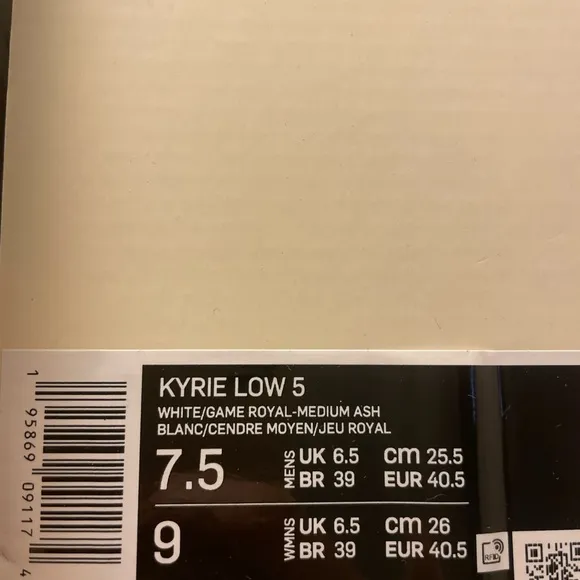 KYRIE LOW 5
WHITE/GAME ROYAL-MEDIUM ASH
BLANC/CENDRE MOYEN/JEU ROYAL
7.5 MENS UK 6.5 cm 25.5
BR 39 EUR 40.5
9 WMNS UK 6.5 cm 26
BR 39 EUR 40.5
RFID
1 95869 09117 4